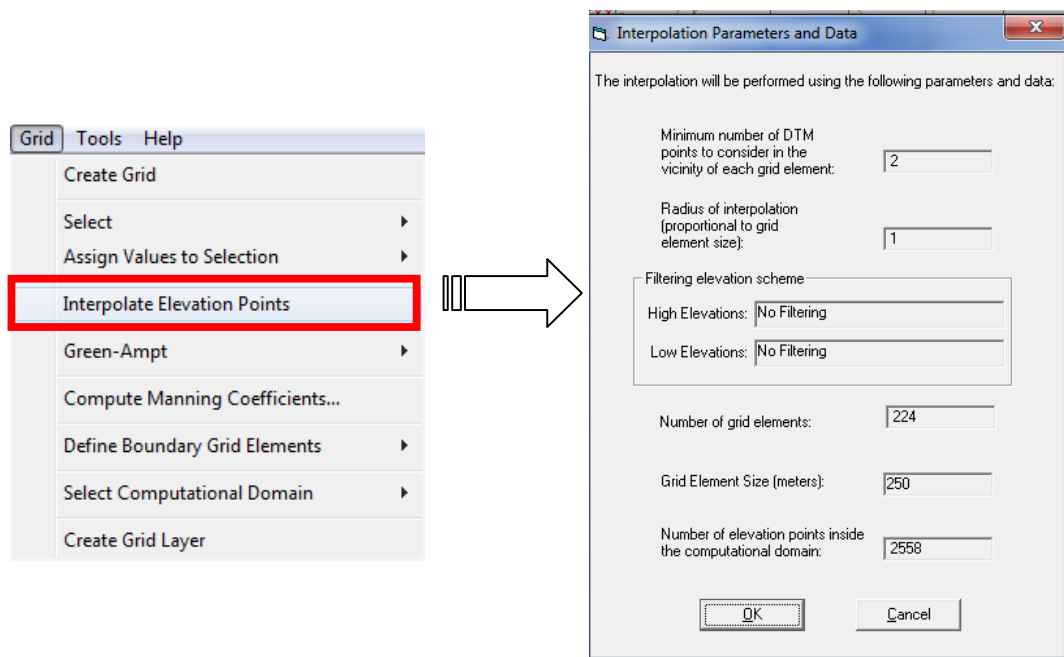 Grid Tools Help
Create Grid
Select
Assign Values to Selection
Interpolate Elevation Points
Green-Ampt
Compute Manning Coefficients...
Define Boundary Grid Elements
Select Computational Domain
Create Grid Layer
Interpolation Parameters and Data
The interpolation will be performed using the following parameters and data:
Minimum number of DTM
points to consider in the
vicinity of each grid element:
2
Radius of interpolation
(proportional to grid
element size):
1
Filtering elevation scheme
High Elevations: No Filtering
Low Elevations: No Filtering
Number of grid elements: 224
Grid Element Size (meters): 250
Number of elevation points inside
the computational domain: 2558
OK Cancel